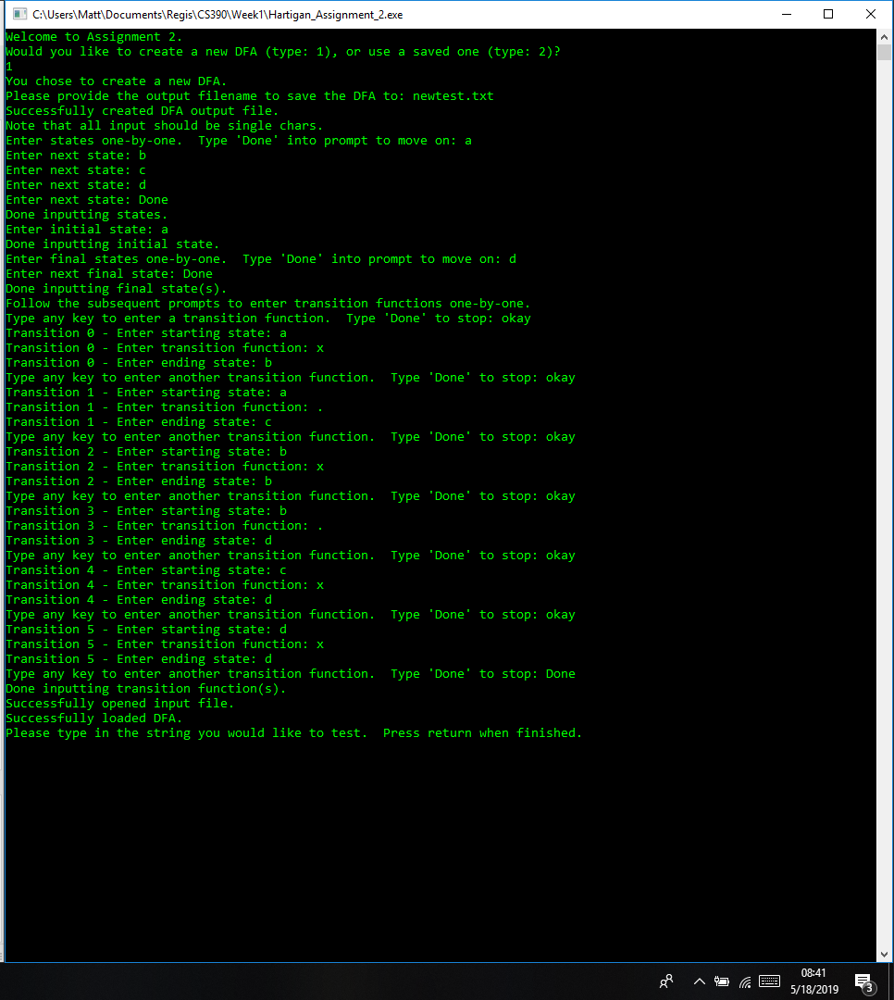 C:\Users\Matt\Documents\Regis\CS390\Week1\Hartigan_Assignment_2.exe
Welcome to Assignment 2.
Would you like to create a new DFA (type: 1), or use a saved one (type: 2)?
1
You chose to create a new DFA.
Please provide the output filename to save the DFA to: newtest.txt
Successfully created DFA output file.
Note that all input should be single chars.
Enter states one-by-one.  Type 'Done' into prompt to move on: a
Enter next state: b
Enter next state: c
Enter next state: d
Enter next state: Done
Done inputting states.
Enter initial state: a
Done inputting initial state.
Enter final states one-by-one.  Type 'Done' into prompt to move on: d
Enter next final state: Done
Done inputting final state(s).
Follow the subsequent prompts to enter transition functions one-by-one.
Type any key to enter a transition function.  Type 'Done' to stop: okay
Transition 0 - Enter starting state: a
Transition 0 - Enter transition function: x
Transition 0 - Enter ending state: b
Type any key to enter another transition function.  Type 'Done' to stop: okay
Transition 1 - Enter starting state: a
Transition 1 - Enter transition function: .
Transition 1 - Enter ending state: c
Type any key to enter another transition function.  Type 'Done' to stop: okay
Transition 2 - Enter starting state: b
Transition 2 - Enter transition function: x
Transition 2 - Enter ending state: b
Type any key to enter another transition function.  Type 'Done' to stop: okay
Transition 3 - Enter starting state: b
Transition 3 - Enter transition function: .
Transition 3 - Enter ending state: d
Type any key to enter another transition function.  Type 'Done' to stop: okay
Transition 4 - Enter starting state: c
Transition 4 - Enter transition function: x
Transition 4 - Enter ending state: d
Type any key to enter another transition function.  Type 'Done' to stop: okay
Transition 5 - Enter starting state: d
Transition 5 - Enter transition function: x
Transition 5 - Enter ending state: d
Type any key to enter another transition function.  Type 'Done' to stop: Done
Done inputting transition function(s).
Successfully opened input file.
Successfully loaded DFA.
Please type in the string you would like to test.  Press return when finished.
08:41
5/18/2019
3